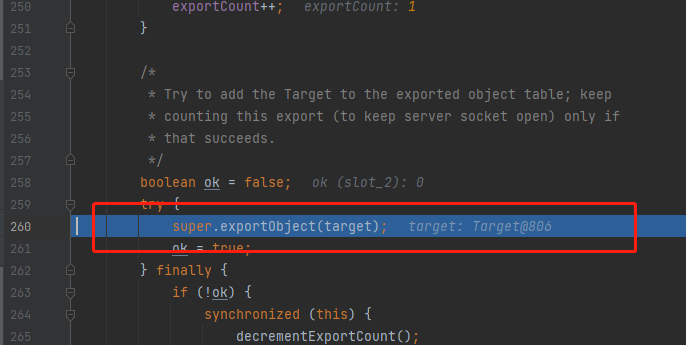 250 exportCount++; exportCount: 1
251 }
252
253 /*
254 * Try to add the Target to the exported object table; keep
255 * counting this export (to keep server socket open) only if
256 * that succeeds.
257 */
258 boolean ok = false; ok (slot_2): 0
259 try {
260 super.exportObject(target); target: Target@806
261 ok = true;
262 } finally {
263 if (!ok) {
264 synchronized (this) {
265 decrementExportCount();